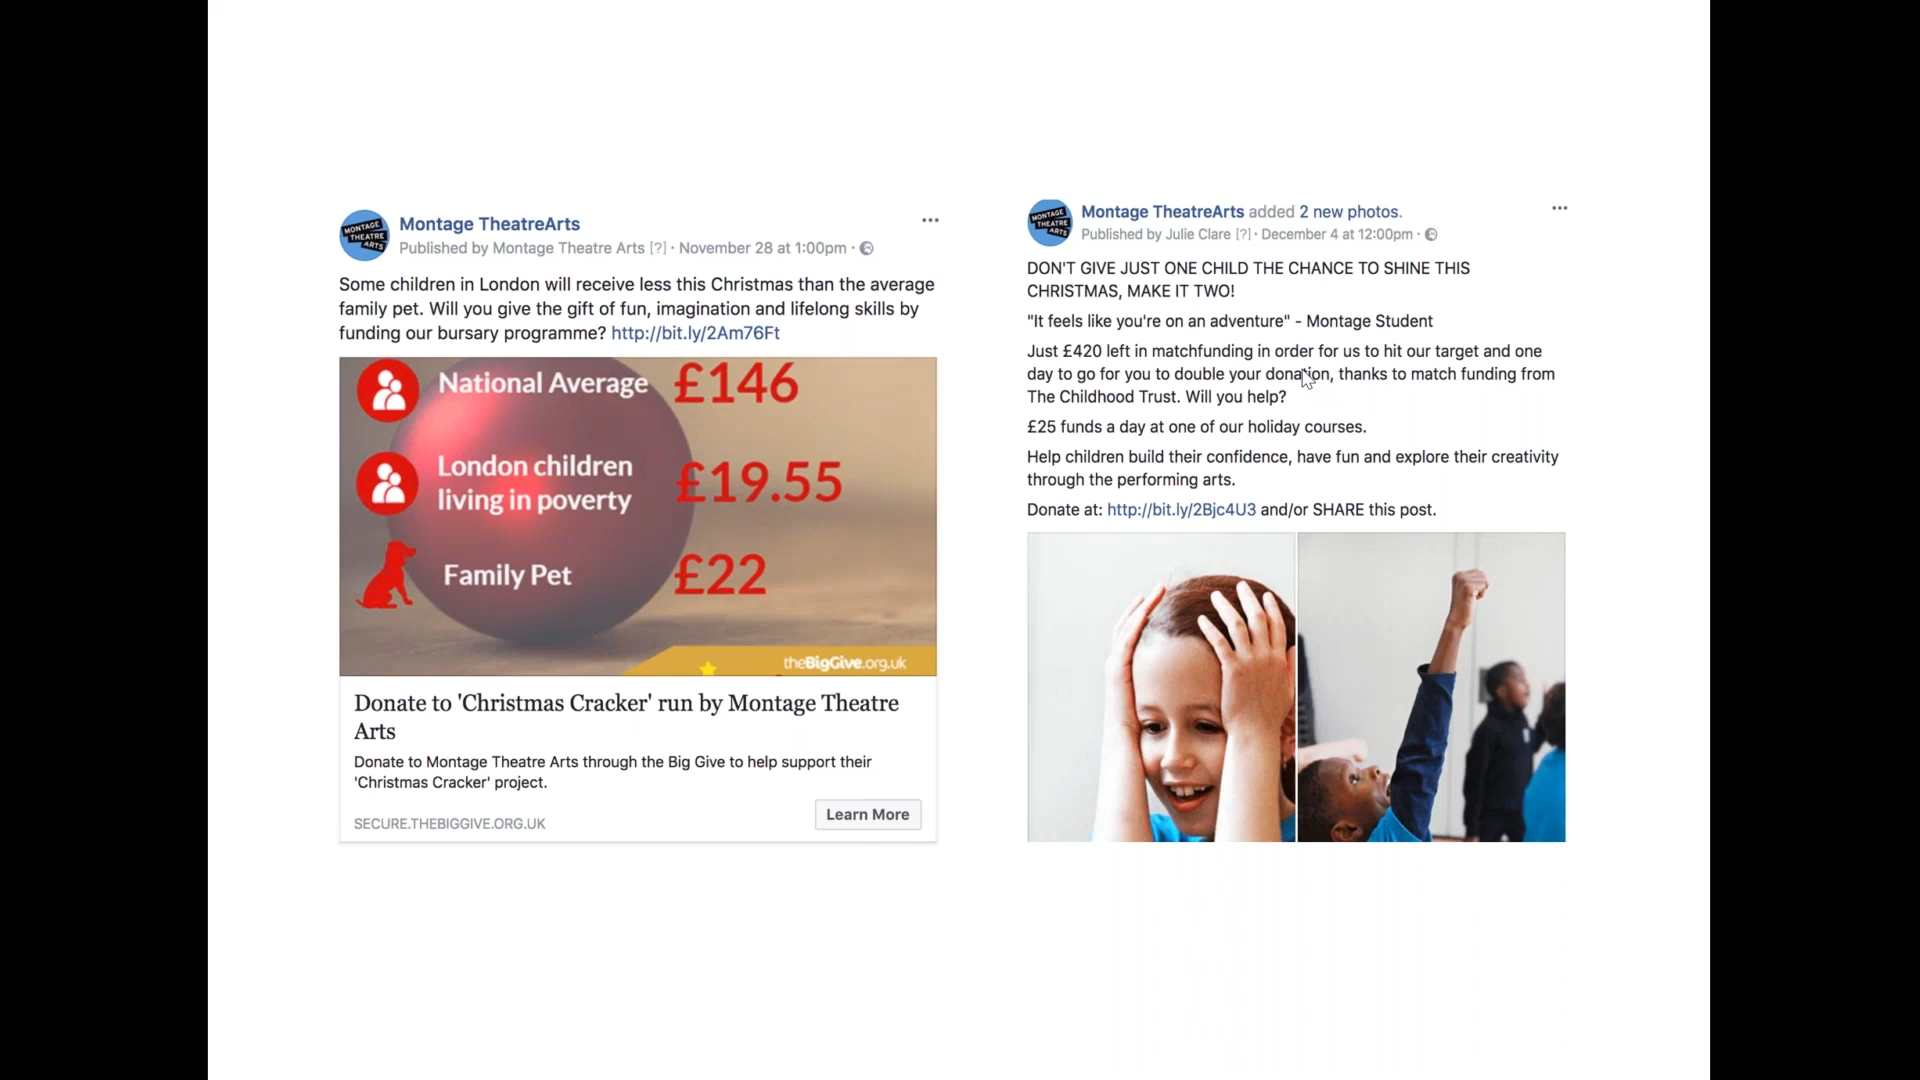 MONTAGE
THEATRE
ARTS
Montage TheatreArts
Published by Montage Theatre Arts [?] · November 28 at 1:00pm ·
Some children in London will receive less this Christmas than the average
family pet. Will you give the gift of fun, imagination and lifelong skills by
funding our bursary programme? http://bit.ly/2Am76Ft
National Average £146
London children
living in poverty £19.55
Family Pet £22
theBigGive.org.uk
Donate to 'Christmas Cracker' run by Montage Theatre
Arts
Donate to Montage Theatre Arts through the Big Give to help support their
'Christmas Cracker' project.
Learn More
SECURE.THEBIGGIVE.ORG.UK
MONTAGE
THEATRE
ARTS
Montage TheatreArts added 2 new photos.
Published by Julie Clare [?] · December 4 at 12:00pm ·
DON'T GIVE JUST ONE CHILD THE CHANCE TO SHINE THIS
CHRISTMAS, MAKE IT TWO!
"It feels like you're on an adventure" - Montage Student
Just £420 left in matchfunding in order for us to hit our target and one
day to go for you to double your donation, thanks to match funding from
The Childhood Trust. Will you help?
£25 funds a day at one of our holiday courses.
Help children build their confidence, have fun and explore their creativity
through the performing arts.
Donate at: http://bit.ly/2Bjc4U3 and/or SHARE this post.